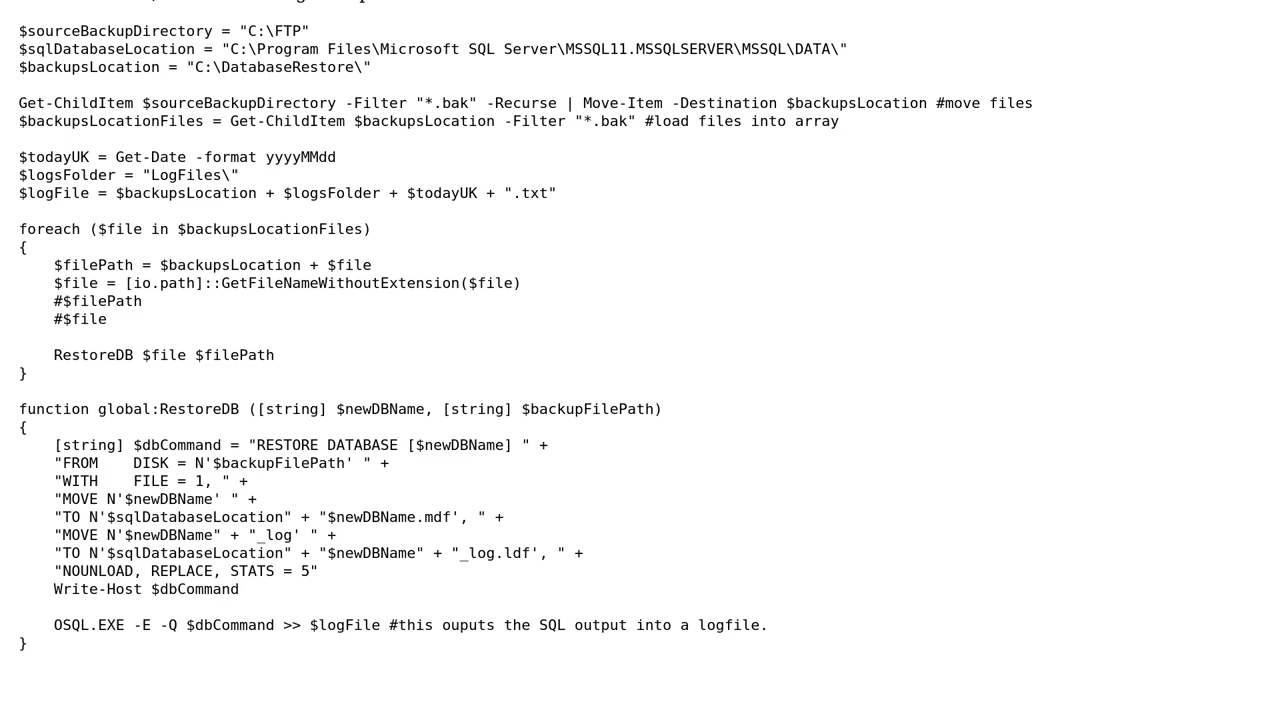 $sourceBackupDirectory = "C:\FTP"
$sqlDatabaseLocation = "C:\Program Files\Microsoft SQL Server\MSSQL11.MSSQLSERVER\MSSQL\DATA\"
$backupsLocation = "C:\DatabaseRestore\"

Get-ChildItem $sourceBackupDirectory -Filter "*.bak" -Recurse | Move-Item -Destination $backupsLocation #move files
$backupsLocationFiles = Get-ChildItem $backupsLocation -Filter "*.bak" #load files into array

$todayUK = Get-Date -format yyyyMMdd
$logsFolder = "LogFiles\"
$logFile = $backupsLocation + $logsFolder + $todayUK + ".txt"

foreach ($file in $backupsLocationFiles)
{
    $filePath = $backupsLocation + $file
    $file = [io.path]::GetFileNameWithoutExtension($file)
    #$filePath
    #$file

    RestoreDB $file $filePath
}

function global:RestoreDB ([string] $newDBName, [string] $backupFilePath)
{
    [string] $dbCommand = "RESTORE DATABASE [$newDBName] " +
    "FROM    DISK = N'$backupFilePath' " +
    "WITH    FILE = 1, " +
    "MOVE N'$newDBName' " +
    "TO N'$sqlDatabaseLocation" + "$newDBName.mdf', " +
    "MOVE N'$newDBName" + "_log' " +
    "TO N'$sqlDatabaseLocation" + "$newDBName" + "_log.ldf', " +
    "NOUNLOAD, REPLACE, STATS = 5"
    Write-Host $dbCommand

    OSQL.EXE -E -Q $dbCommand >> $logFile #this ouputs the SQL output into a logfile.
}